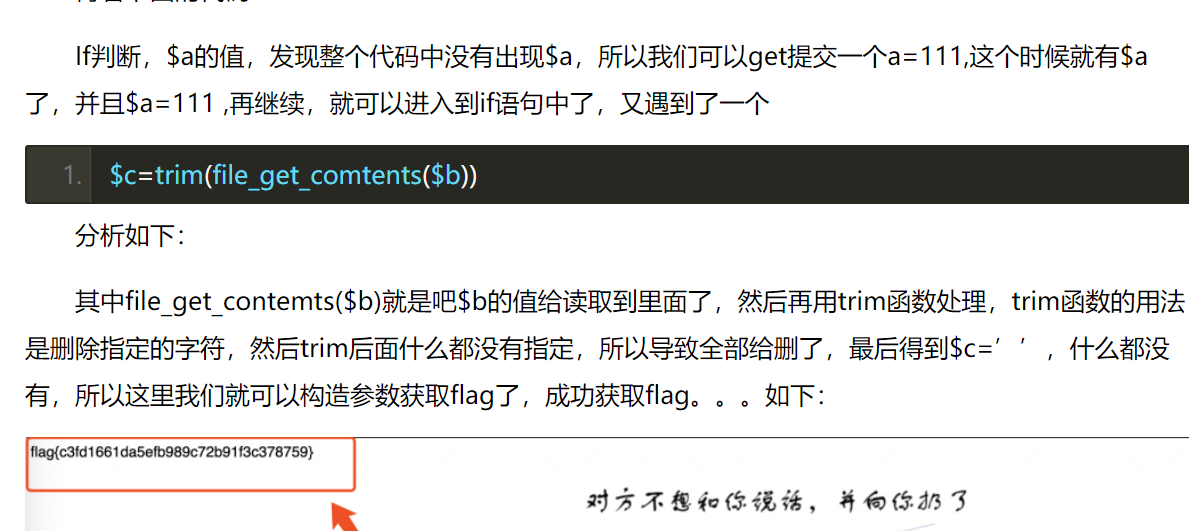 If判断，$a的值，发现整个代码中没有出现$a，所以我们可以get提交一个a=111,这个时候就有$a
了，并且$a=111 ,再继续，就可以进入到if语句中了，又遇到了一个
1. $c=trim(file_get_comtents($b))
分析如下：
其中file_get_contemts($b)就是吧$b的值给读取到里面了，然后再用trim函数处理，trim函数的用法
是删除指定的字符，然后trim后面什么都没有指定，所以导致全部给删了，最后得到$c=’ ’，什么都没
有，所以这里我们就可以构造参数获取flag了，成功获取flag。。。如下：
flag{c3fd1661da5efb989c72b91f3c378759}
对方不想和你说话，并向你扔了